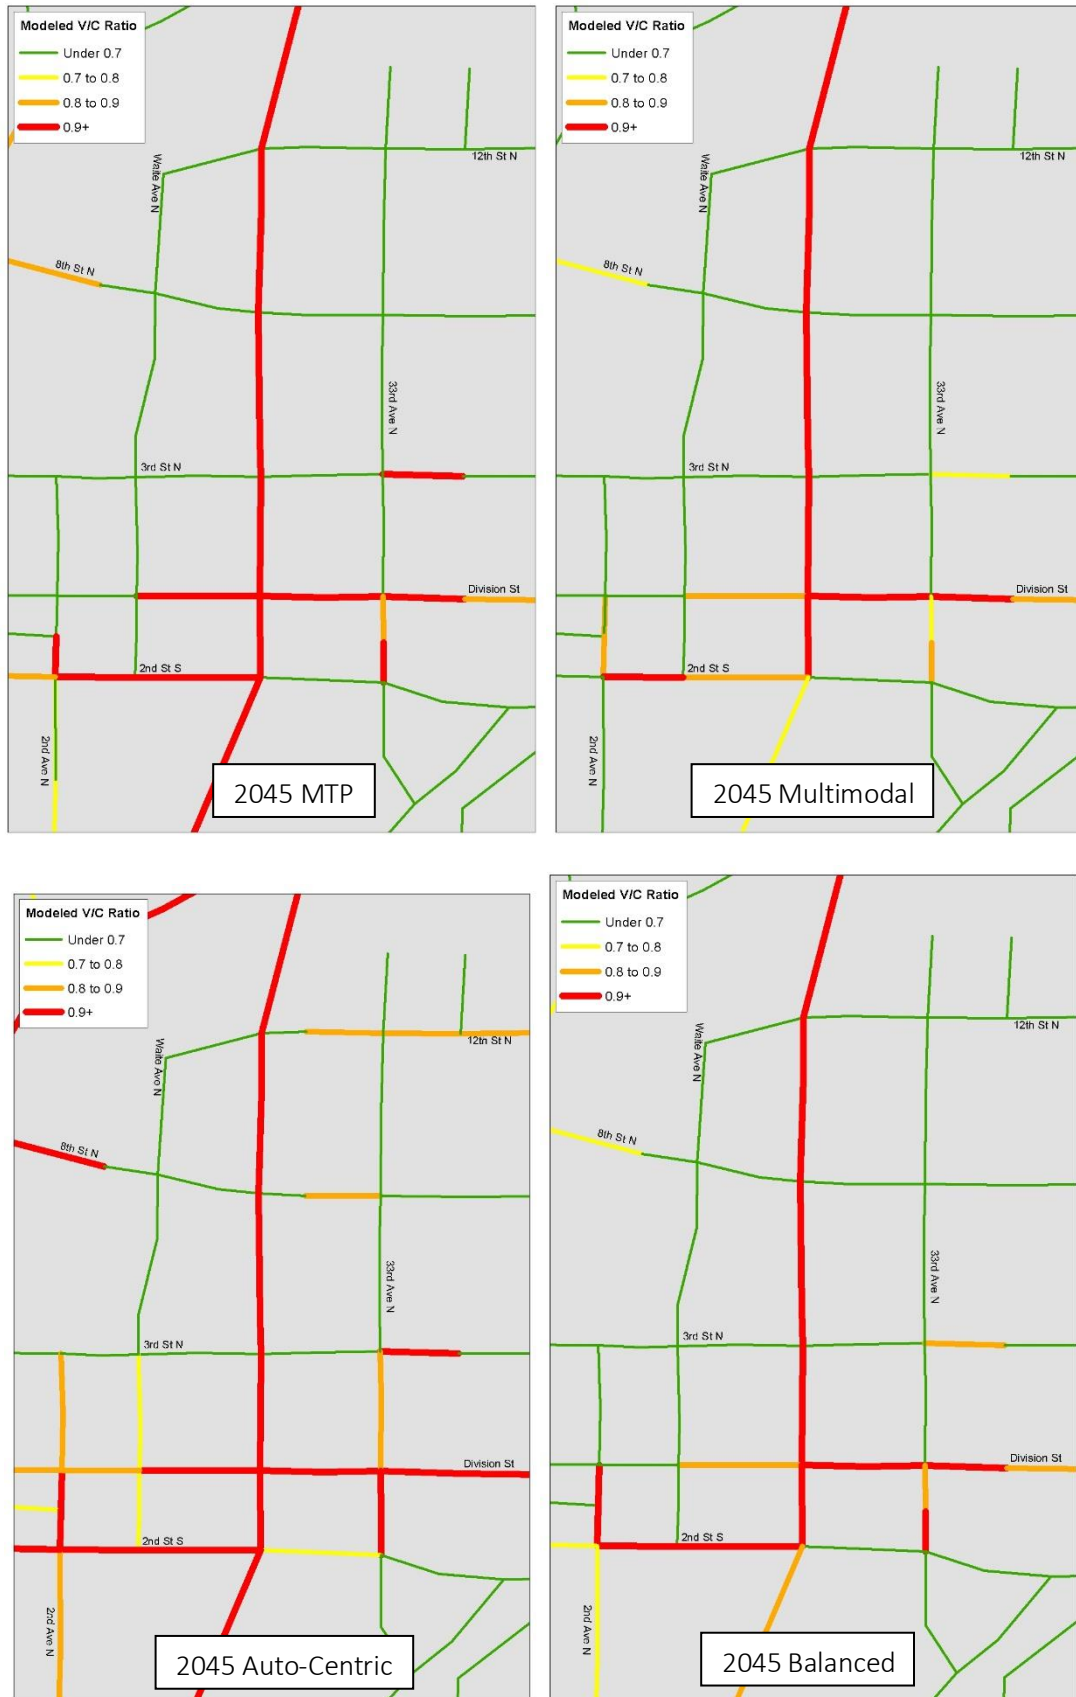 Modeled V/C Ratio
Under 0.7
0.7 to 0.8
0.8 to 0.9
0.9+
12th St N
Waite Ave N
8th St N
33rd Ave N
3rd St N
Division St
2nd St S
2nd Ave N
2045 MTP
Modeled V/C Ratio
Under 0.7
0.7 to 0.8
0.8 to 0.9
0.9+
12th St N
Waite Ave N
8th St N
33rd Ave N
3rd St N
Division St
2nd St S
2nd Ave N
2045 Multimodal
Modeled V/C Ratio
Under 0.7
0.7 to 0.8
0.8 to 0.9
0.9+
12th St N
Waite Ave N
8th St N
33rd Ave N
3rd St N
Division St
2nd St S
2nd Ave N
2045 Auto-Centric
Modeled V/C Ratio
Under 0.7
0.7 to 0.8
0.8 to 0.9
0.9+
12th St N
Waite Ave N
8th St N
33rd Ave N
3rd St N
Division St
2nd St S
2nd Ave N
2045 Balanced